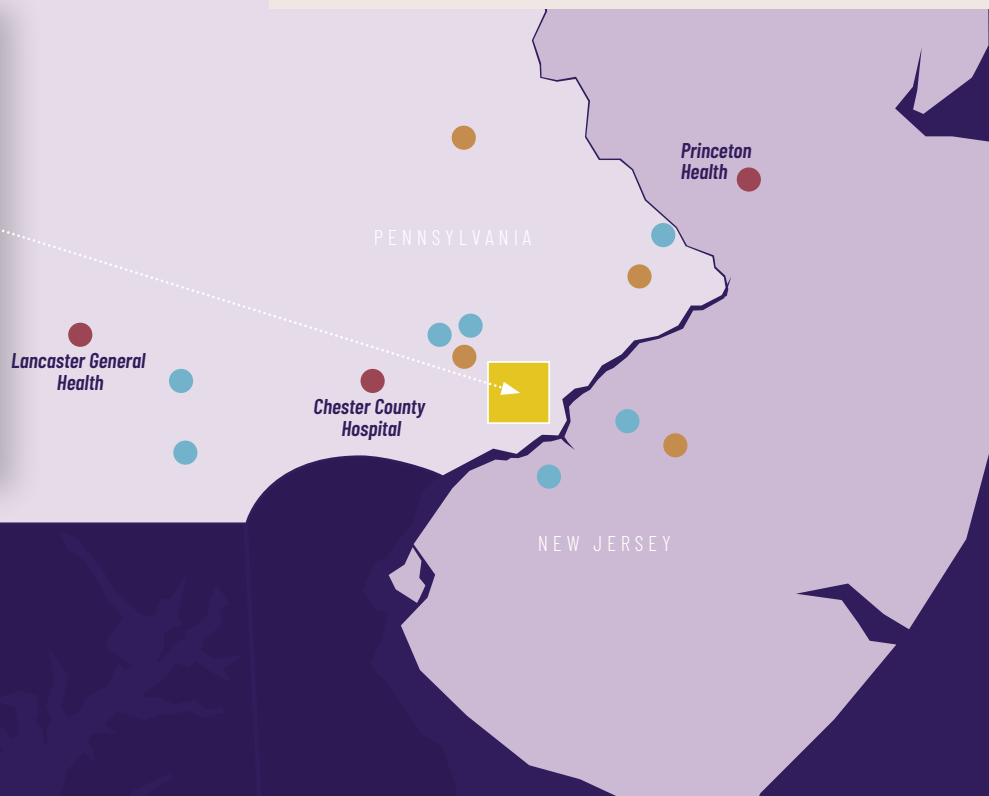 Princeton
Health
PENNSYLVANIA
Lancaster General
Health
Chester County
Hospital
NEW JERSEY